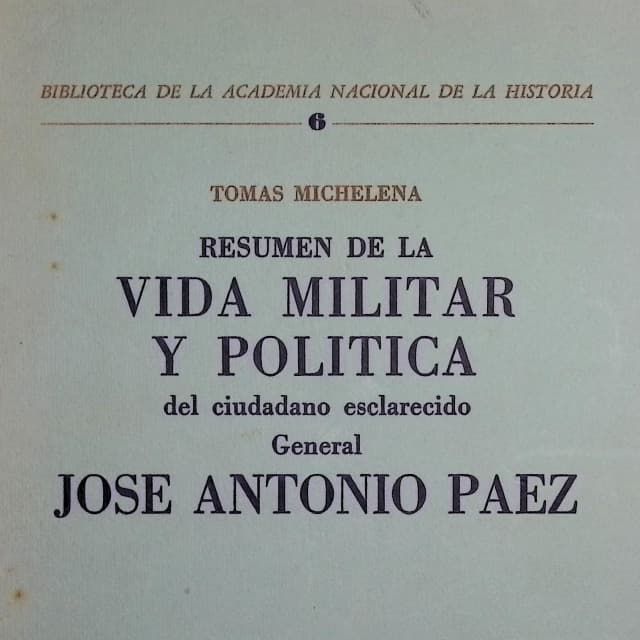 BIBLIOTECA DE LA ACADEMIA NACIONAL DE LA HISTORIA
6
TOMAS MICHELENA
RESUMEN DE LA
VIDA MILITAR
Y POLITICA
del ciudadano esclarecido
General
JOSE ANTONIO PAEZ